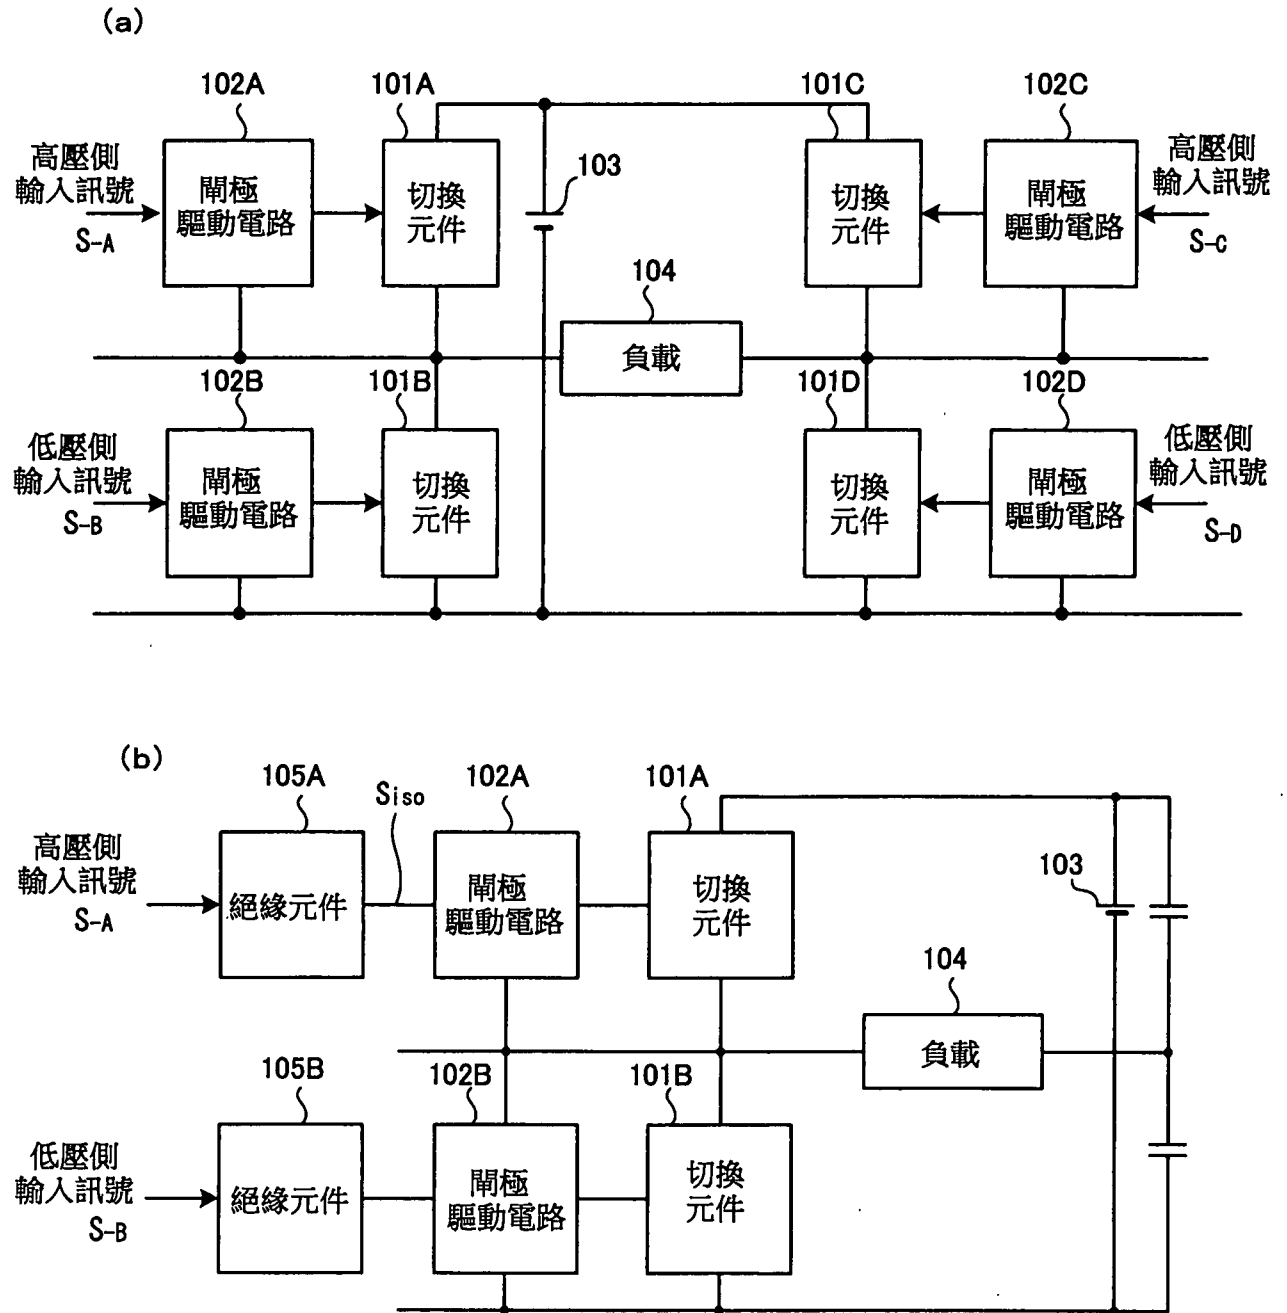 (a)
102A 101A 101C 102C
高壓側
輸入訊號
S-A
閘極
驅動電路
切換
元件
103
切換
元件
閘極
驅動電路
高壓側
輸入訊號
S-C
104
負載
102B 101B 101D 102D
低壓側
輸入訊號
S-B
閘極
驅動電路
切換
元件
切換
元件
閘極
驅動電路
低壓側
輸入訊號
S-D
(b)
105A Siso 102A 101A
高壓側
輸入訊號
S-A
絕緣元件
閘極
驅動電路
切換
元件
103
104
負載
105B 102B 101B
低壓側
輸入訊號
S-B
絕緣元件
閘極
驅動電路
切換
元件